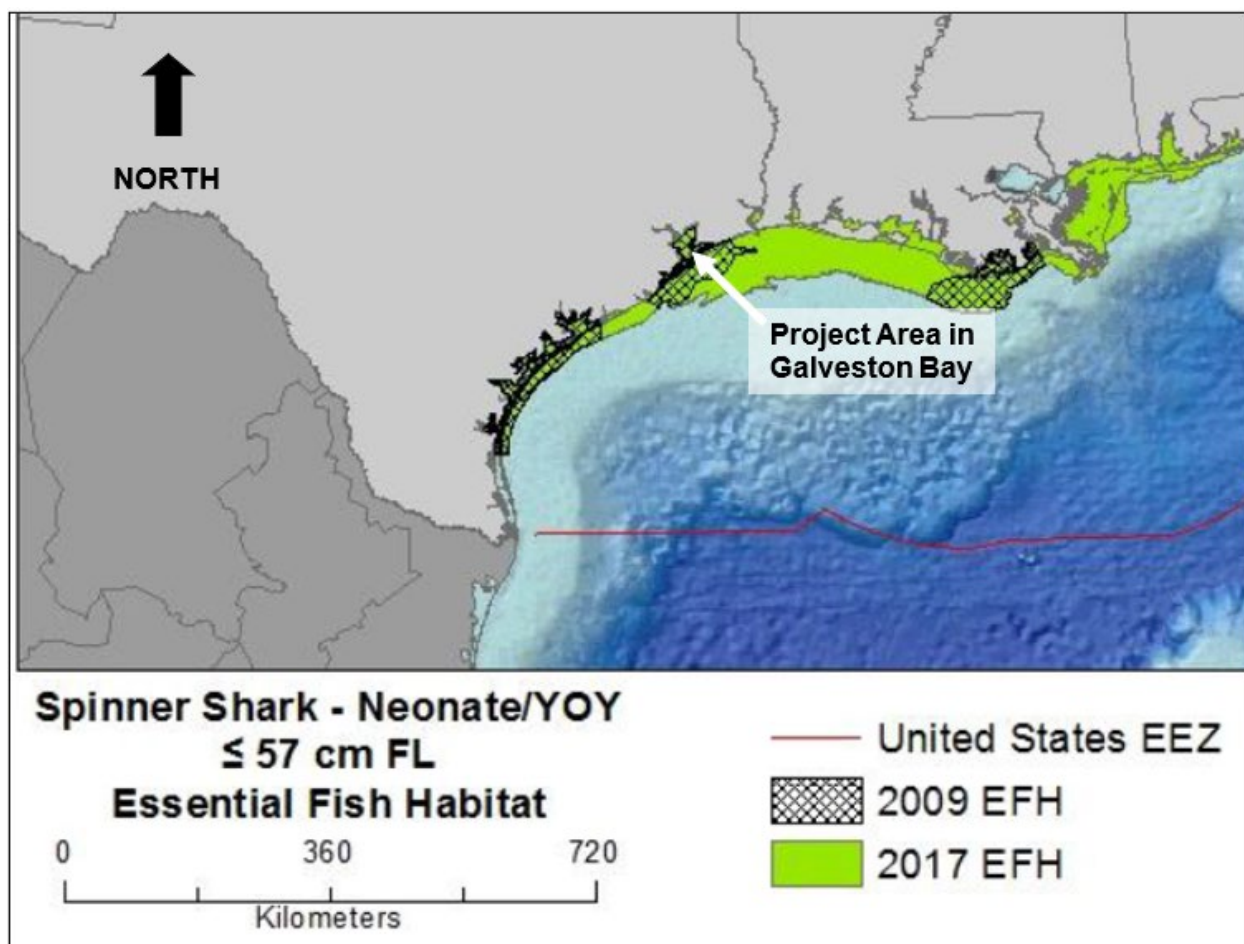 NORTH
Project Area in
Galveston Bay
Spinner Shark - Neonate/YOY
≤ 57 cm FL
Essential Fish Habitat
0 360 720
Kilometers
United States EEZ
2009 EFH
2017 EFH